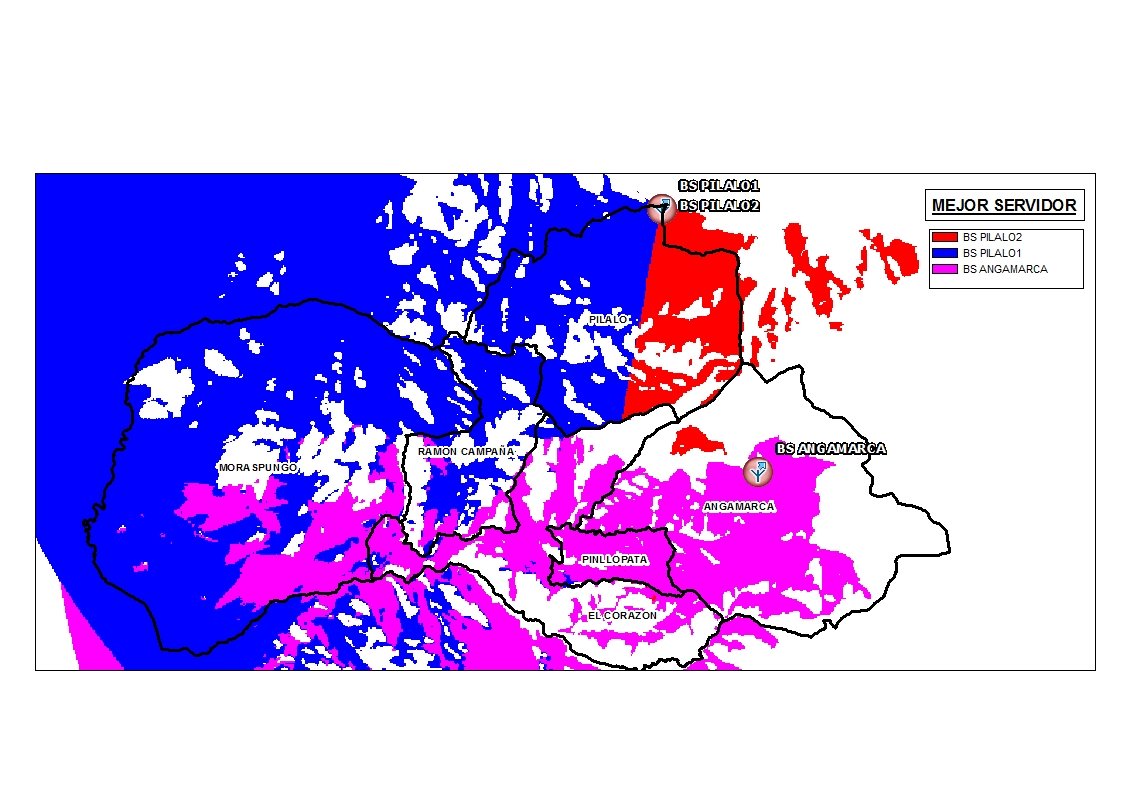 BS PILALO1
BS PILALO2
MEJOR SERVIDOR
BS PILALO2
BS PILALO1
BS ANGAMARCA
PILALO
RAMON CAMPAÑA
MORASPUNGO
BS ANGAMARCA
ANGAMARCA
PINLLOPATA
EL CORAZON